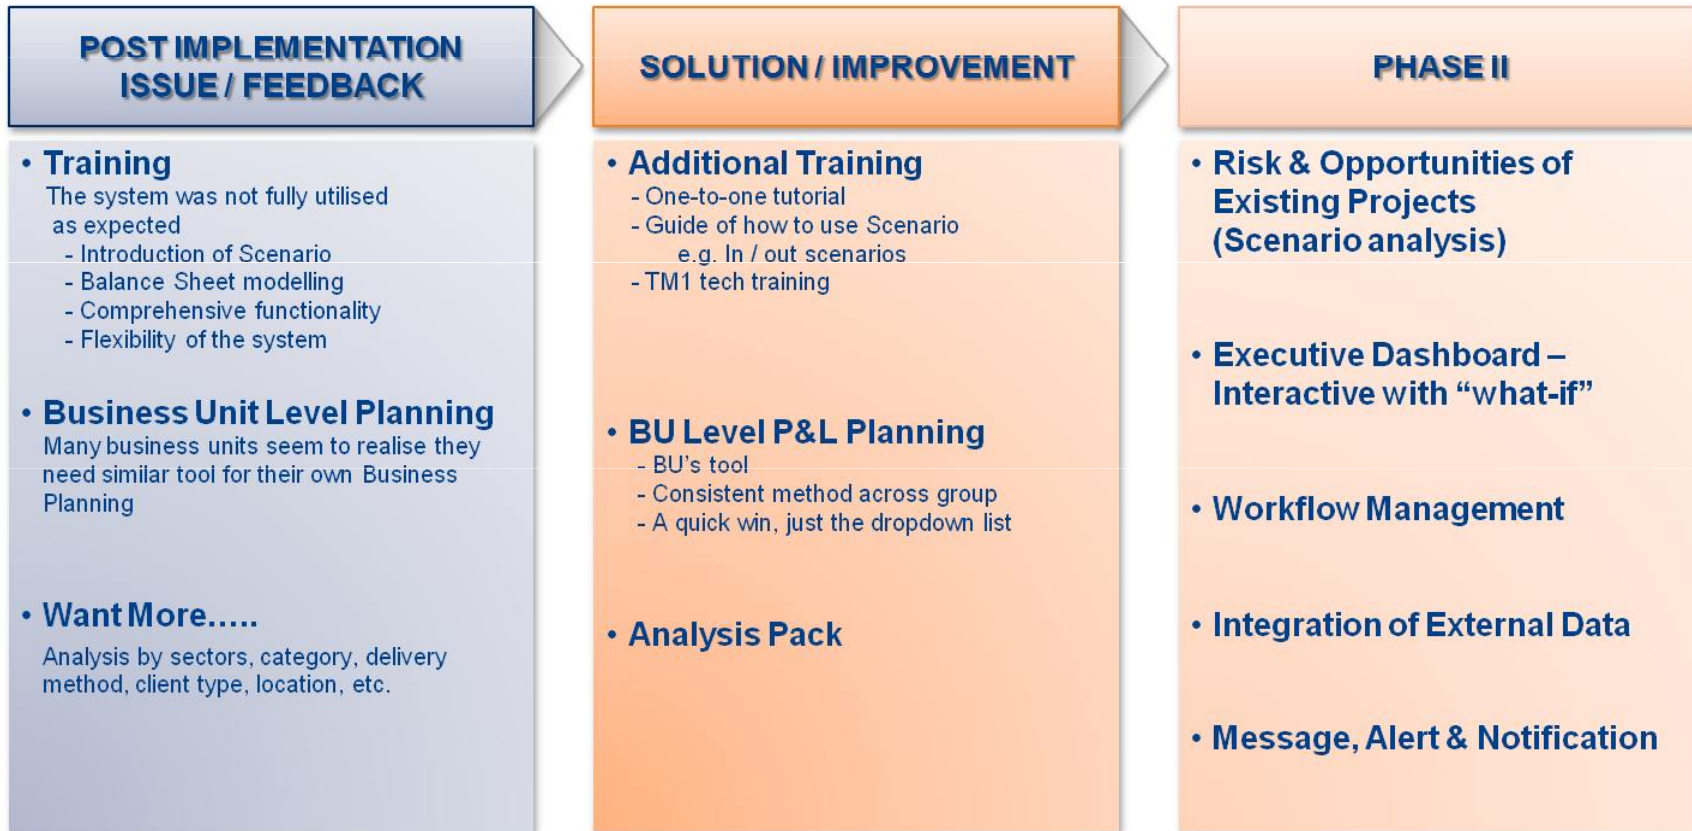 POST IMPLEMENTATION
ISSUE / FEEDBACK
• Training
The system was not fully utilised
as expected
- Introduction of Scenario
- Balance Sheet modelling
- Comprehensive functionality
- Flexibility of the system
• Business Unit Level Planning
Many business units seem to realise they
need similar tool for their own Business
Planning
• Want More.....
Analysis by sectors, category, delivery
method, client type, location, etc.
SOLUTION / IMPROVEMENT
• Additional Training
- One-to-one tutorial
- Guide of how to use Scenario
e.g. In / out scenarios
- TM1 tech training
• BU Level P&L Planning
- BU's tool
- Consistent method across group
- A quick win, just the dropdown list
• Analysis Pack
PHASE II
• Risk & Opportunities of
Existing Projects
(Scenario analysis)
• Executive Dashboard –
Interactive with “what-if”
• Workflow Management
• Integration of External Data
• Message, Alert & Notification